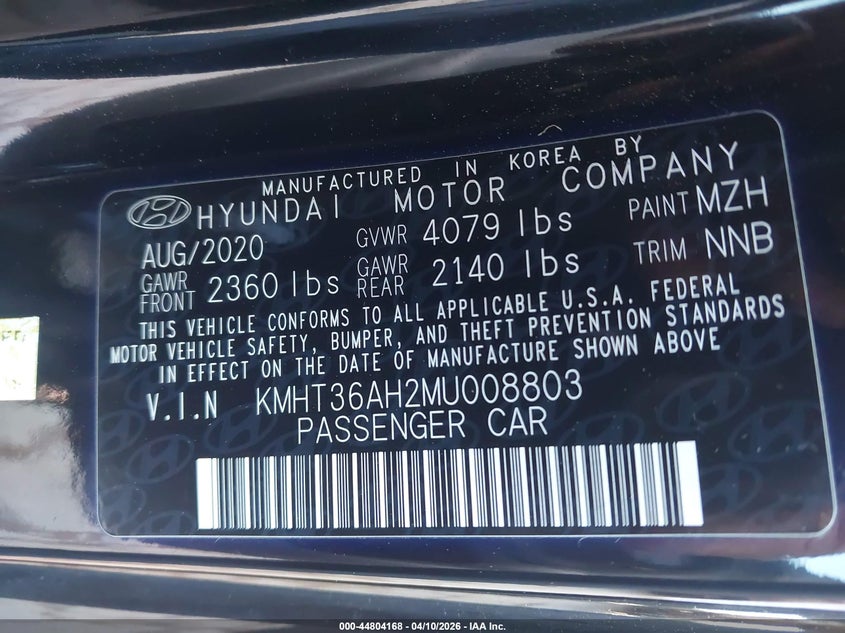 MANUFACTURED IN KOREA BY
HYUNDAI MOTOR COMPANY
AUG/2020 GVWR 4079 lbs PAINT MZH
GAWR FRONT 2360 lbs GAWR REAR 2140 lbs TRIM NNB
THIS VEHICLE CONFORMS TO ALL APPLICABLE U.S.A. FEDERAL
MOTOR VEHICLE SAFETY, BUMPER, AND THEFT PREVENTION STANDARDS
IN EFFECT ON THE DATE OF MANUFACTURE SHOWN ABOVE
V.I.N KMHT36AH2MU008803
PASSENGER CAR
000-44804168 - 04/10/2026 - IAA Inc.